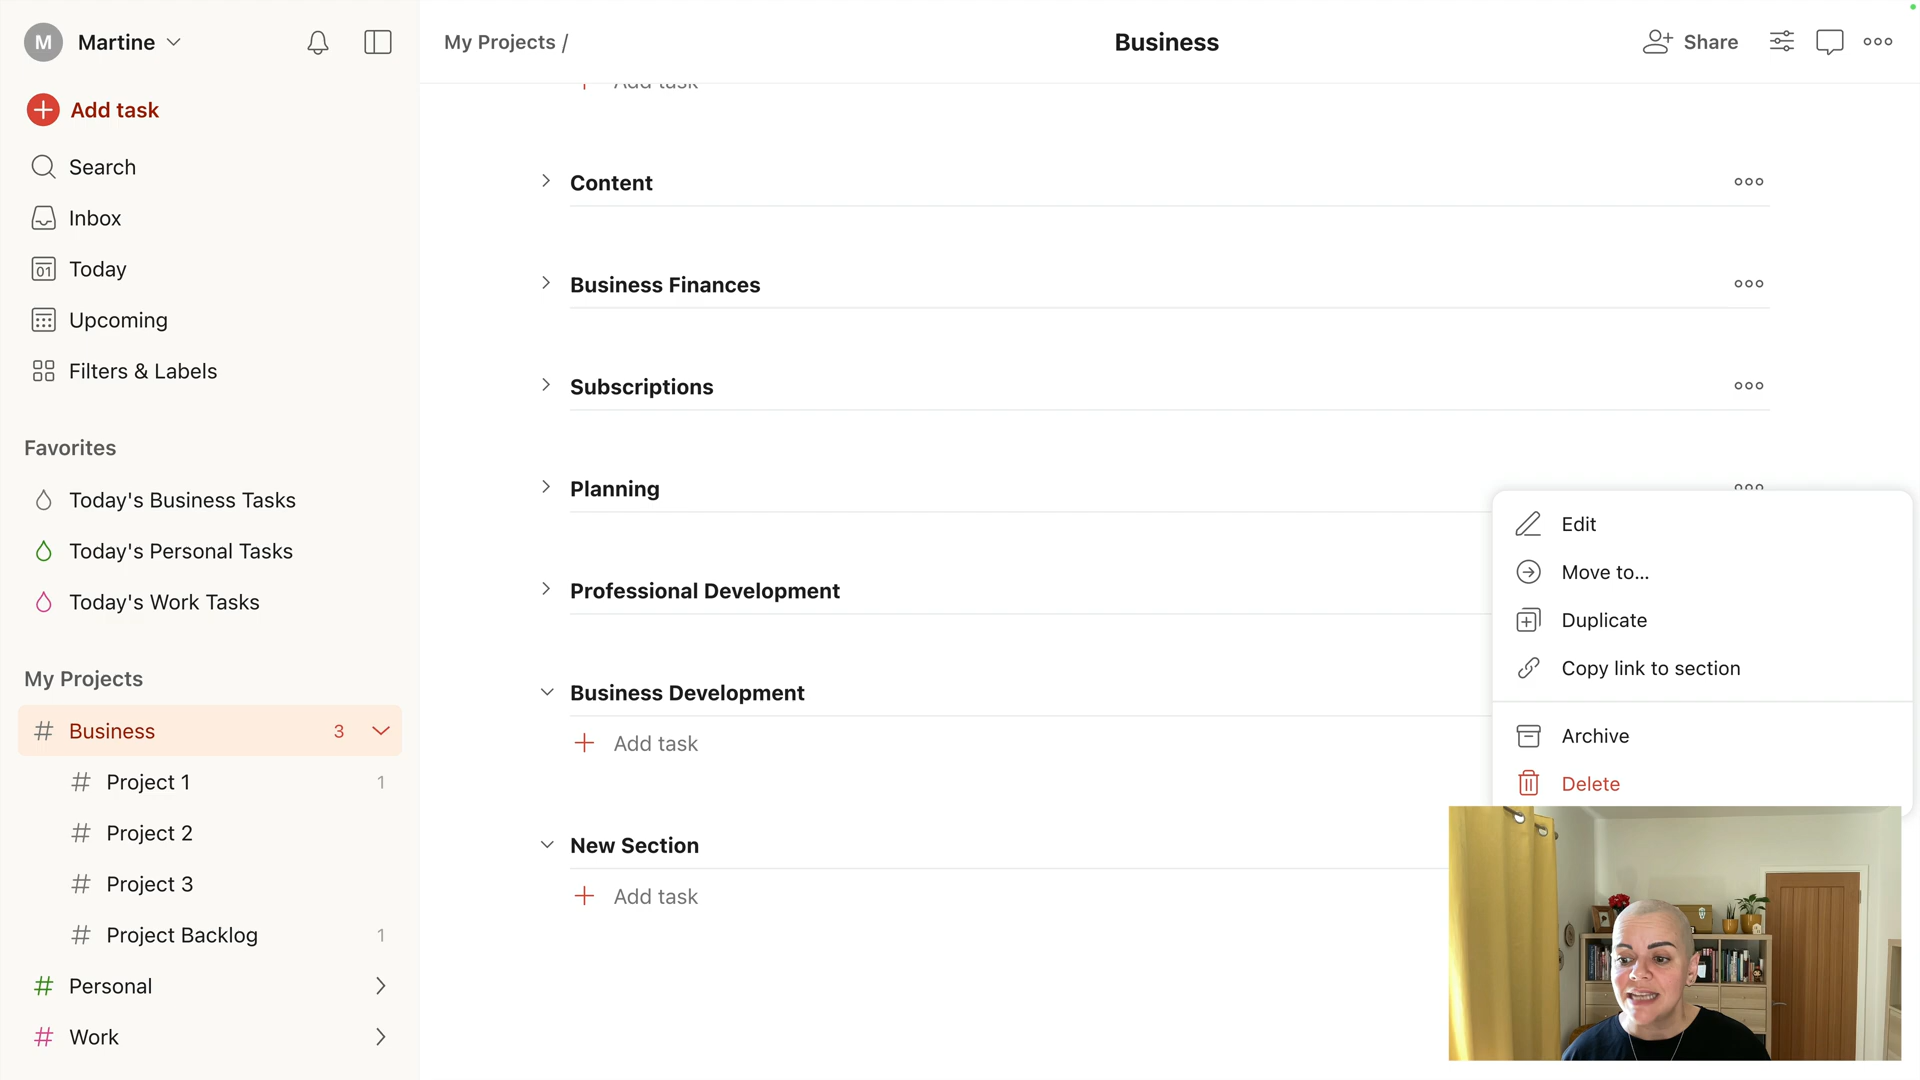 M Martine
Add task
Search
Inbox
01 Today
Upcoming
Filters & Labels
Favorites
Today's Business Tasks
Today's Personal Tasks
Today's Work Tasks
My Projects
# Business 3
# Project 1 1
# Project 2
# Project 3
# Project Backlog 1
# Personal
# Work
My Projects /
Business
Share
Add task
Content
Business Finances
Subscriptions
Planning
Professional Development
Business Development
Add task
New Section
Add task
Edit
Move to...
Duplicate
Copy link to section
Archive
Delete